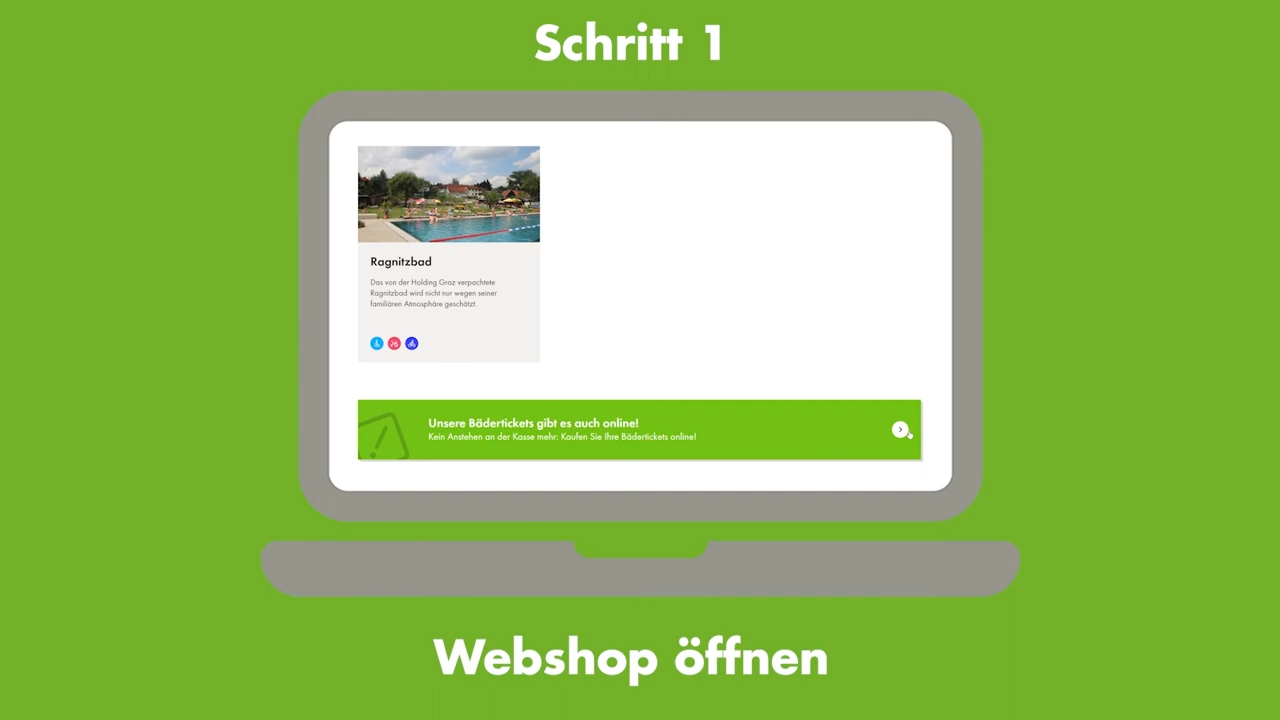 Schritt 1
Ragnitzbad
Das von der Holding Graz verpachtete
Ragnitzbad wird nicht nur wegen seiner
familiären Atmosphäre geschätzt.
Unsere Bädertickets gibt es auch online!
Kein Anstehen an der Kasse mehr: Kaufen Sie Ihre Bädertickets online!
Webshop öffnen